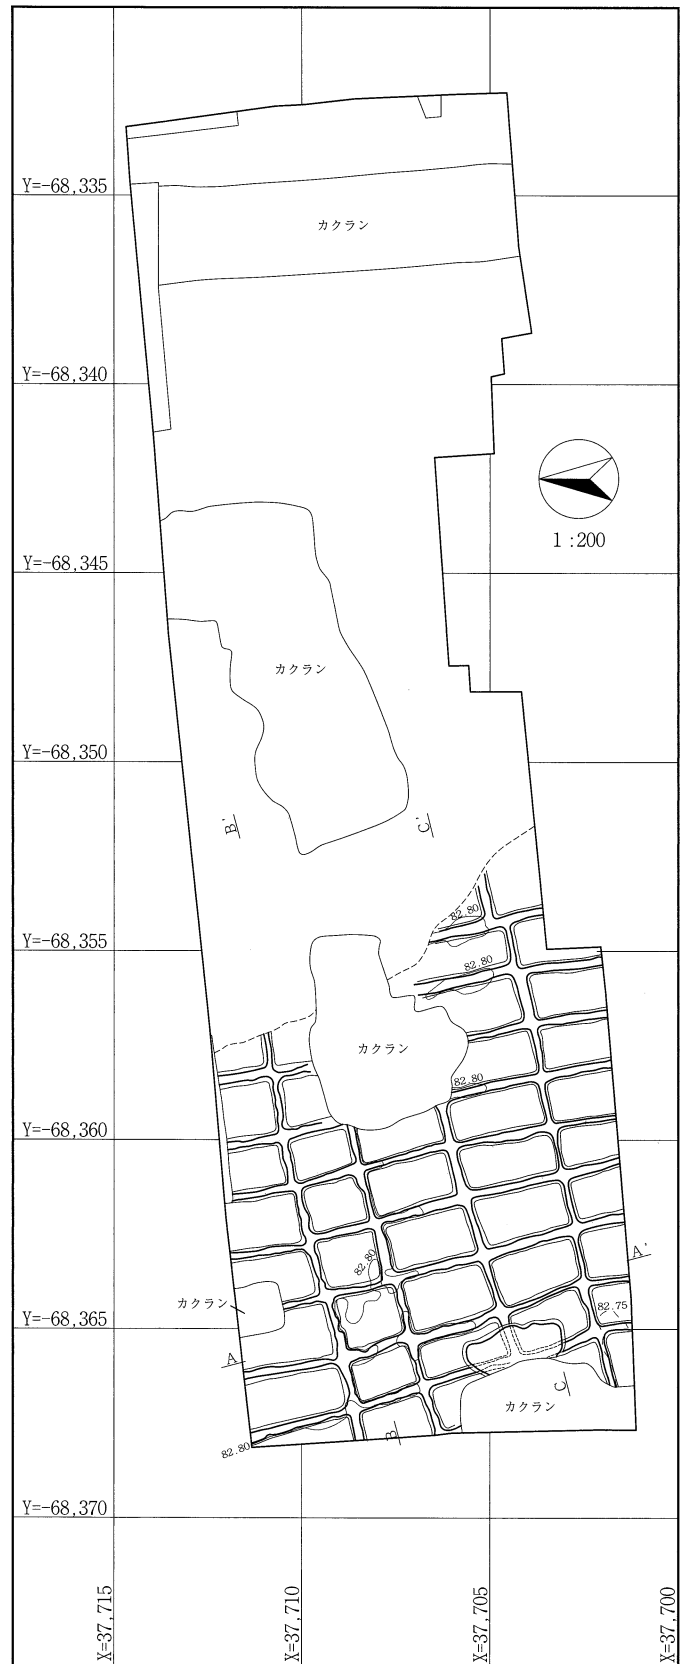 Y=-68,335
カクラン
Y=-68,340
1:200
Y=-68,345
カクラン
Y=-68,350
B'
C'
82.80
Y=-68,355
82.80
カクラン
82.80
Y=-68,360
A'
82.80
カクラン
82.75
Y=-68,365
A
C
カクラン
B
82.80
Y=-68,370
X=37,715
X=37,710
X=37,705
X=37,700